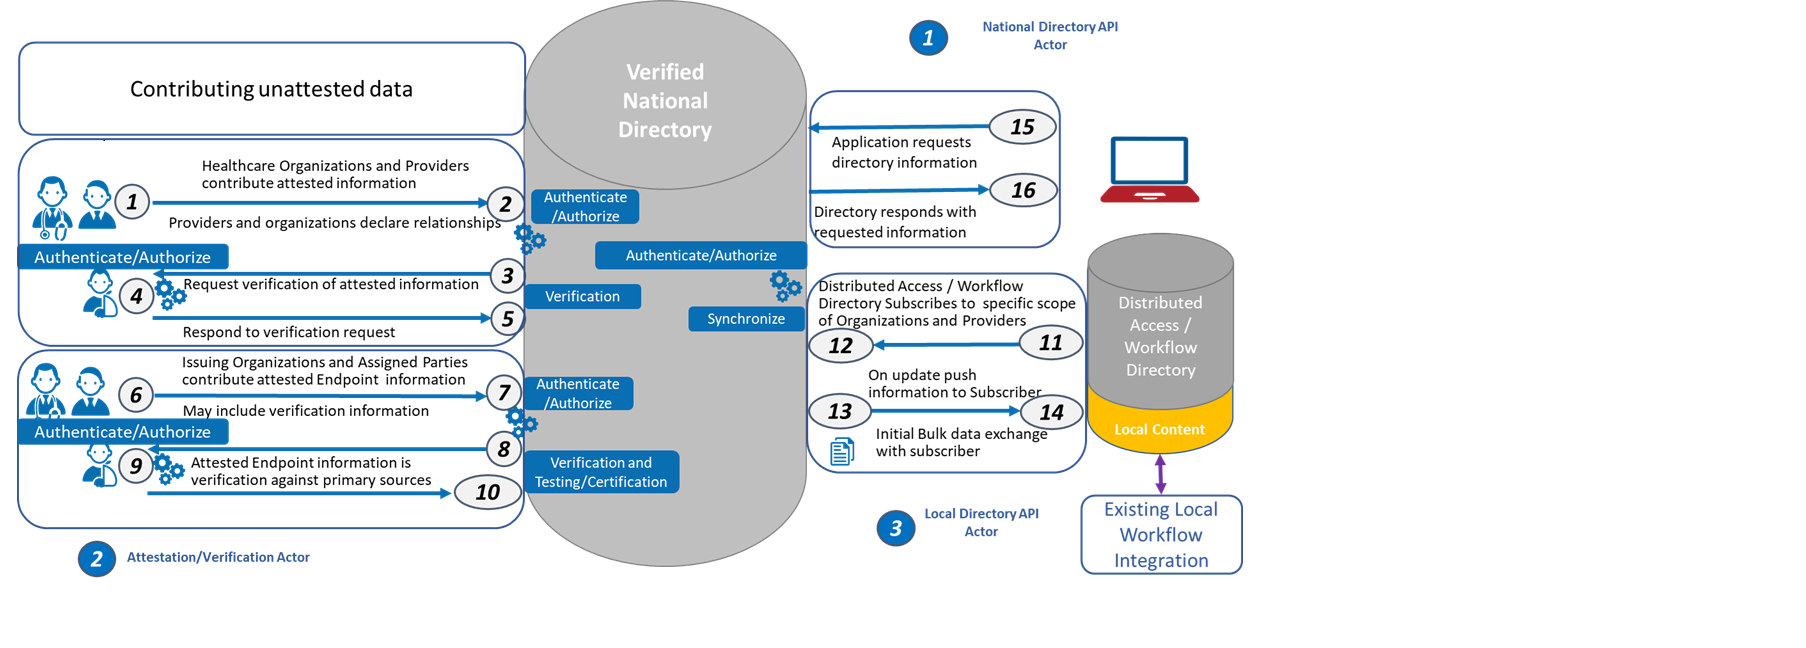 Contributing unattested data
Healthcare Organizations and Providers
contribute attested information
1
2
Providers and organizations declare relationships
Authenticate/Authorize
3
Request verification of attested information
4
5
Respond to verification request
Issuing Organizations and Assigned Parties
contribute attested Endpoint information
6
7
May include verification information
Authenticate/Authorize
8
Attested Endpoint information is
verification against primary sources
9
10
2
Attestation/Verification Actor
Verified
National
Directory
Authenticate
/Authorize
Authenticate/Authorize
Verification
Synchronize
Authenticate
/Authorize
Verification and
Testing/Certification
1
National Directory API
Actor
15
Application requests
directory information
16
Directory responds with
requested information
Distributed Access / Workflow
Directory Subscribes to specific scope
of Organizations and Providers
12
11
On update push
information to Subscriber
13
14
Initial Bulk data exchange
with subscriber
3
Local Directory API
Actor
Distributed
Access /
Workflow
Directory
Local Content
Existing Local
Workflow
Integration